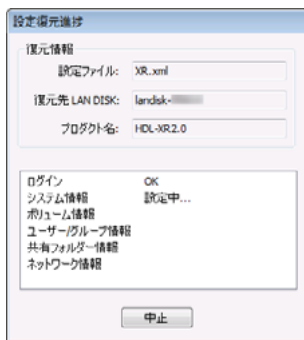 設定復元進捗
復元情報
設定ファイル: XR.xml
復元先 LAN DISK: landisk-
プロダクト名: HDL-XR2.0
ログイン OK
システム情報 設定中...
ボリューム情報
ユーザー/グループ情報
共有フォルダー情報
ネットワーク情報
中止